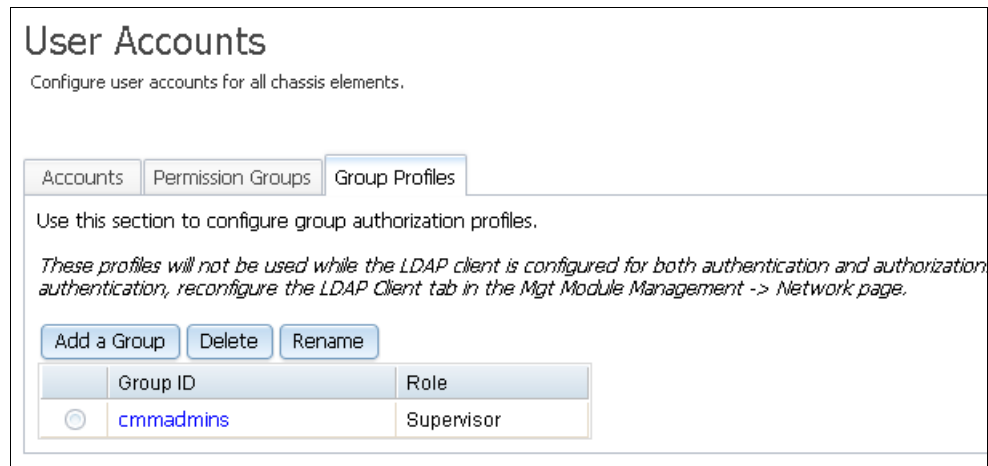 User Accounts
Configure user accounts for all chassis elements.
Accounts Permission Groups Group Profiles
Use this section to configure group authorization profiles.
These profiles will not be used while the LDAP client is configured for both authentication and authorization
authentication, reconfigure the LDAP Client tab in the Mgt Module Management -> Network page.
Add a Group Delete Rename
Group ID Role
cmmadmins Supervisor